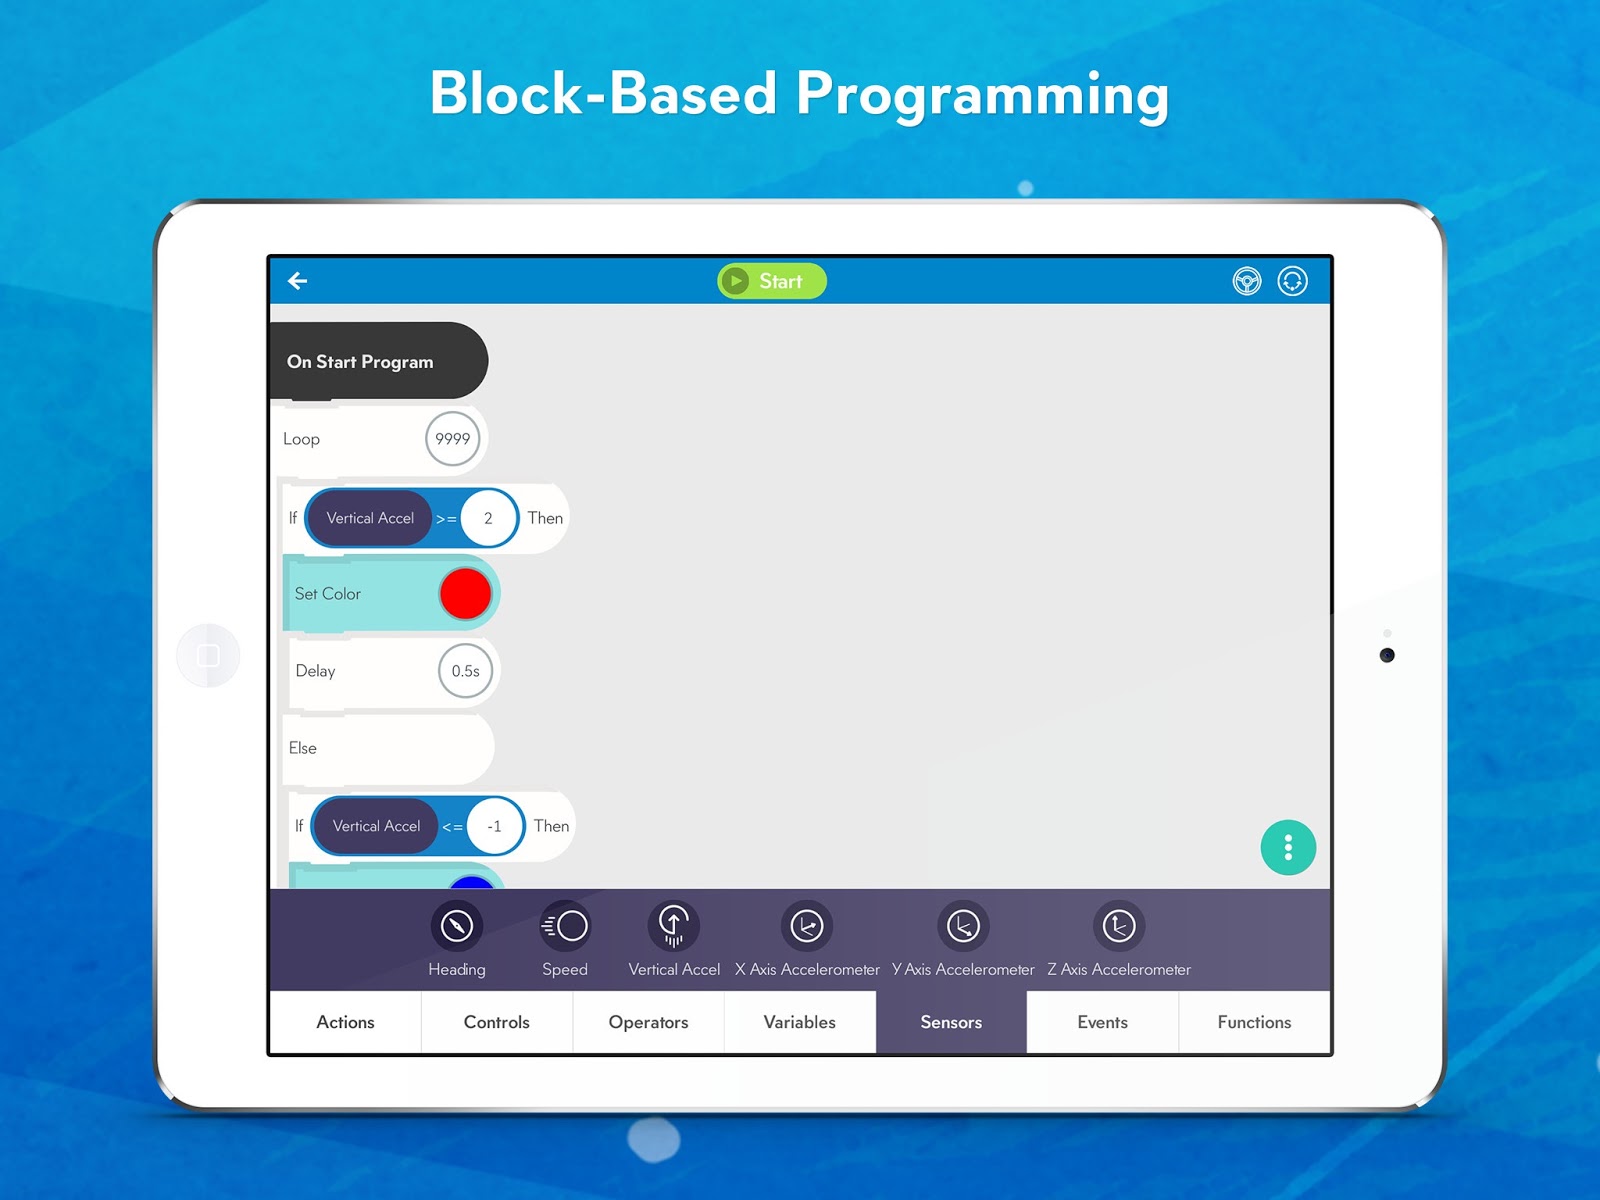 Block-Based Programming
Start
On Start Program
Loop 9999
If Vertical Accel >= 2 Then
Set Color
Delay 0.5s
Else
If Vertical Accel <= -1 Then
Heading Speed Vertical Accel X Axis Accelerometer Y Axis Accelerometer Z Axis Accelerometer
Actions Controls Operators Variables Sensors Events Functions